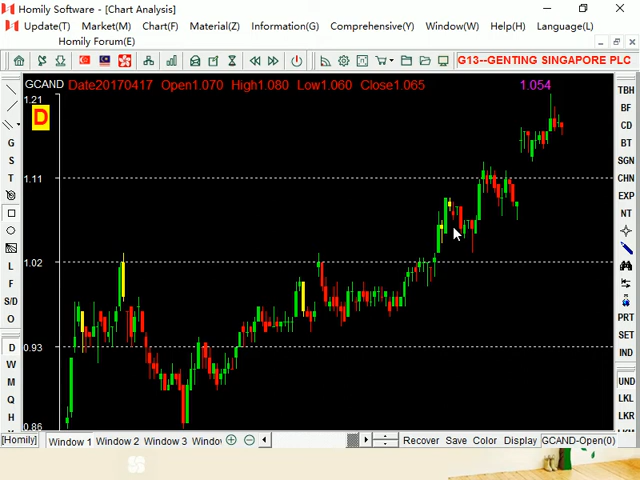 Homily Software - [Chart Analysis]
Update(T) Market(M) Chart(F) Material(Z) Information(G) Comprehensive(Y) Window(W) Help(H) Language(L)
Homily Forum(E)
G13--GENTING SINGAPORE PLC
GCAND Date20170417 Open1.070 High1.080 Low1.060 Close1.065 1.054
1.21
D
1.11
1.02
0.93
0.86
G
S
T
L
F
S/D
O
D
W
M
Q
H
TBH
BF
CD
BT
SGN
CHN
EXP
NT
PRT
SET
IND
UND
LKL
LKR
[Homily] Window 1 Window 2 Window 3 Windo Recover Save Color Display GCAND-Open(0)